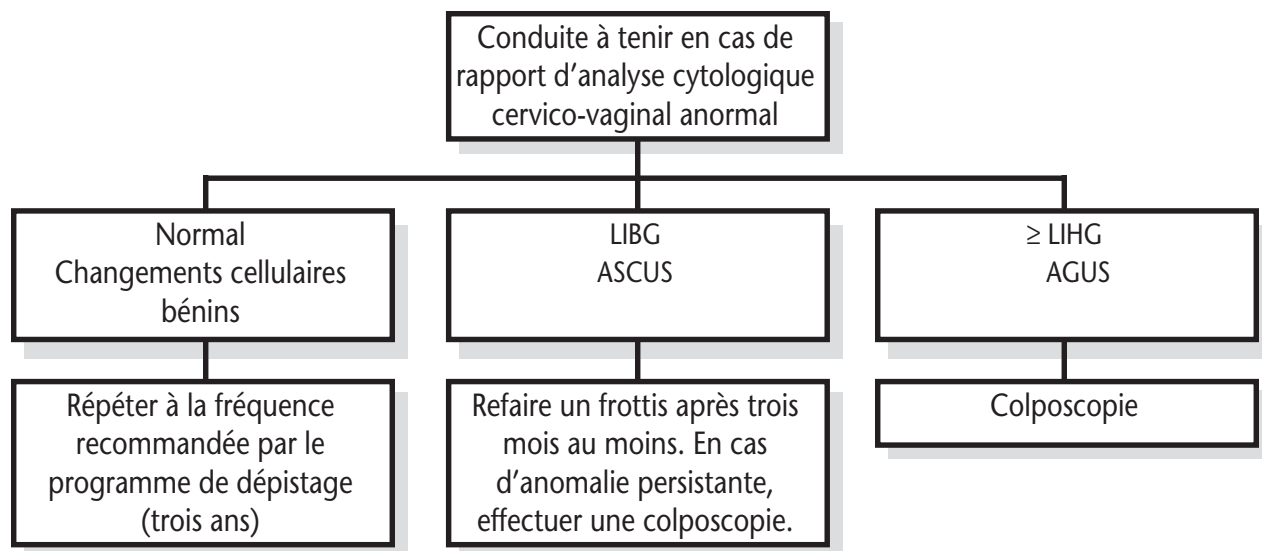 Conduite à tenir en cas de
rapport d’analyse cytologique
cervico-vaginal anormal
Normal
Changements cellulaires
bénins
LIBG
ASCUS
≥ LIHG
AGUS
Répéter à la fréquence
recommandée par le
programme de dépistage
(trois ans)
Refaire un frottis après trois
mois au moins. En cas
d’anomalie persistante,
effectuer une colposcopie.
Colposcopie